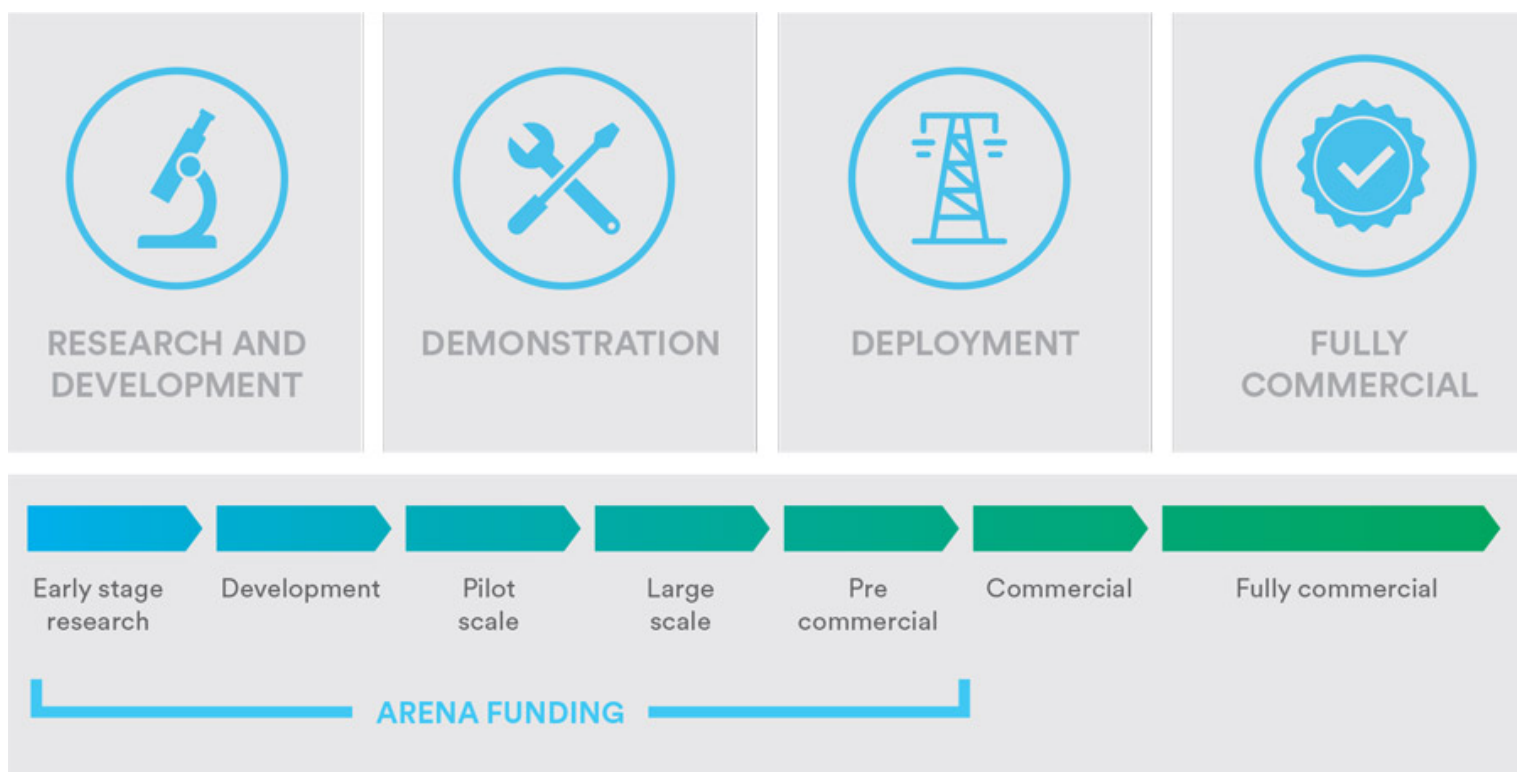 RESEARCH AND
DEVELOPMENT
DEMONSTRATION
DEPLOYMENT
FULLY
COMMERCIAL
Early stage
research
Development
Pilot
scale
Large
scale
Pre
commercial
Commercial
Fully commercial
ARENA FUNDING